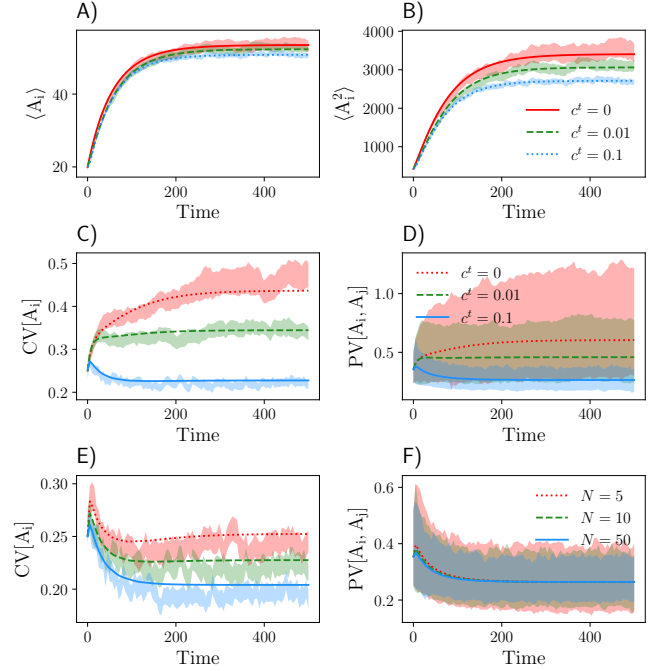 A)
B)
⟨A_i⟩
40
20
0
200
400
Time
⟨A_i^2⟩
4000
3000
2000
1000
0
200
400
Time
c^t = 0
c^t = 0.01
c^t = 0.1
C)
D)
CV[A_i]
0.5
0.4
0.3
0.2
0
200
400
Time
PV[A_i, A_j]
1.0
0.5
0
200
400
Time
c^t = 0
c^t = 0.01
c^t = 0.1
E)
F)
CV[A_i]
0.30
0.25
0.20
0
200
400
Time
PV[A_i, A_j]
0.6
0.4
0.2
0
200
400
Time
N = 5
N = 10
N = 50